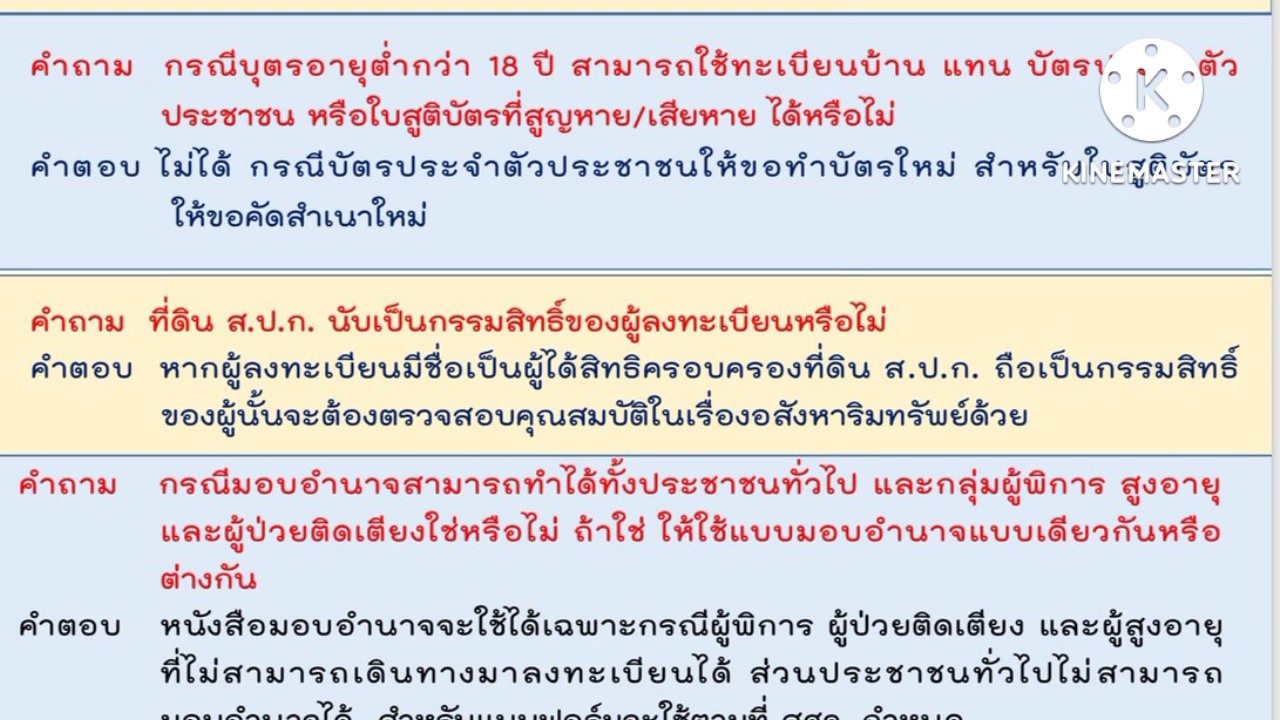 คำถาม กรณีบุตรอายุต่ำกว่า 18 ปี สามารถใช้ทะเบียนบ้าน แทน ตัว
ประชาชน หรือใบสูติบัตรที่สูญหาย/เสียหาย ได้หรือไม่
คำตอบ ไม่ได้ กรณีบัตรประจำตัวประชาชนให้ขอทำบัตรใหม่ สำหรับใบสูติบัตร
ให้ขอคัดสำเนาใหม่
KINEMASTER
คำถาม ที่ดิน ส.ป.ก. นับเป็นกรรมสิทธิ์ของผู้ลงทะเบียนหรือไม่
คำตอบ หากผู้ลงทะเบียนมีชื่อเป็นผู้ได้สิทธิครอบครองที่ดิน ส.ป.ก. ถือเป็นกรรมสิทธิ์
ของผู้นั้นจะต้องตรวจสอบคุณสมบัติในเรื่องอสังหาริมทรัพย์ด้วย
คำถาม กรณีมอบอำนาจสามารถทำได้ทั้งประชาชนทั่วไป และกลุ่มผู้พิการ สูงอายุ
และผู้ป่วยติดเตียงใช่หรือไม่ ถ้าใช่ ให้ใช้แบบมอบอำนาจแบบเดียวกันหรือ
ต่างกัน
คำตอบ หนังสือมอบอำนาจจะใช้ได้เฉพาะกรณีผู้พิการ ผู้ป่วยติดเตียง และผู้สูงอายุ
ที่ไม่สามารถเดินทางมาลงทะเบียนได้ ส่วนประชาชนทั่วไปไม่สามารถ